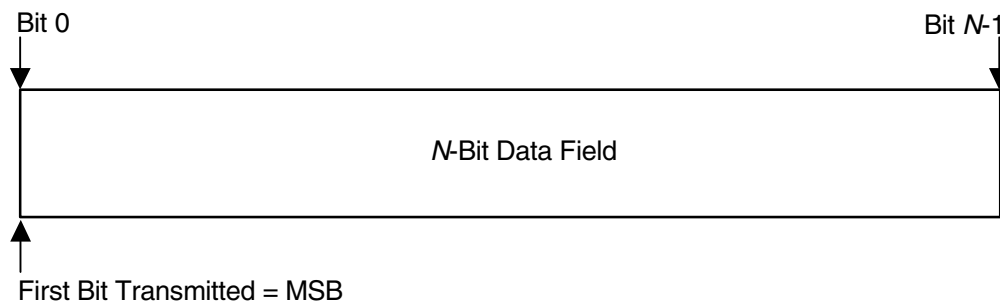 Bit 0
Bit N-1
N-Bit Data Field
First Bit Transmitted = MSB